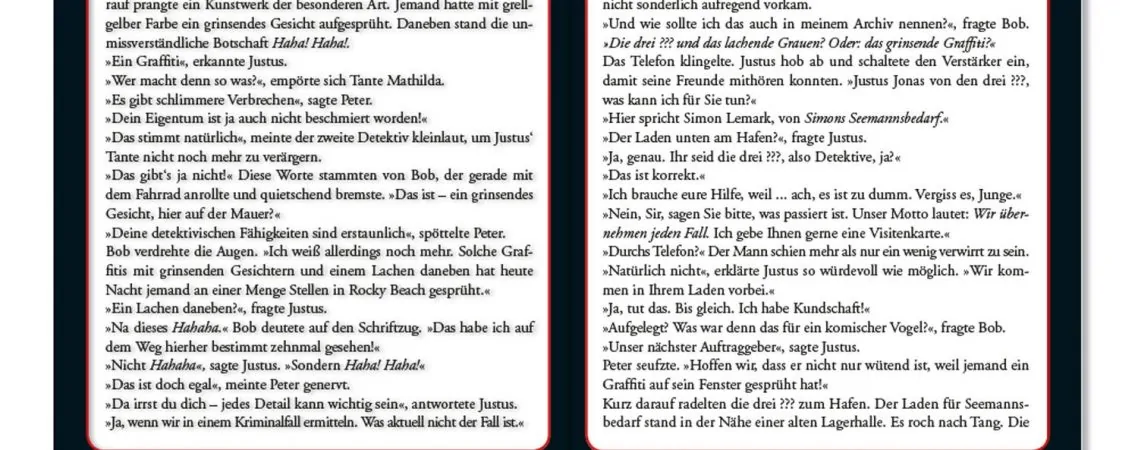 rauf prangte ein Kunstwerk der besonderen Art. Jemand hatte mit grell-
gelber Farbe ein grinsendes Gesicht aufgesprüht. Daneben stand die un-
missverständliche Botschaft Haha! Haha!.
»Ein Graffiti«, erkannte Justus.
»Wer macht denn so was?«, empörte sich Tante Mathilda.
»Es gibt schlimmere Verbrechen«, sagte Peter.
»Dein Eigentum ist ja auch nicht beschmiert worden!«
»Das stimmt natürlich«, meinte der zweite Detektiv kleinlaut, um Justus‘
Tante nicht noch mehr zu verärgern.
»Das gibt‘s ja nicht!« Diese Worte stammten von Bob, der gerade mit
dem Fahrrad anrollte und quietschend bremste. »Das ist – ein grinsendes
Gesicht, hier auf der Mauer?«
»Deine detektivischen Fähigkeiten sind erstaunlich«, spöttelte Peter.
Bob verdrehte die Augen. »Ich weiß allerdings noch mehr. Solche Graf-
fitis mit grinsenden Gesichtern und einem Lachen daneben hat heute
Nacht jemand an einer Menge Stellen in Rocky Beach gesprüht.«
»Ein Lachen daneben?«, fragte Justus.
»Na dieses Hahaha.« Bob deutete auf den Schriftzug. »Das habe ich auf
dem Weg hierher bestimmt zehnmal gesehen!«
»Nicht Hahaha«, sagte Justus. »Sondern Haha! Haha!«
»Das ist doch egal«, meinte Peter genervt.
»Da irrst du dich – jedes Detail kann wichtig sein«, antwortete Justus.
»Ja, wenn wir in einem Kriminalfall ermitteln. Was aktuell nicht der Fall ist.«
nicht sonderlich aufregend vorkam.
»Und wie sollte ich das auch in meinem Archiv nennen?«, fragte Bob.
»Die drei ??? und das lachende Grauen? Oder: das grinsende Graffiti?«
Das Telefon klingelte. Justus hob ab und schaltete den Verstärker ein,
damit seine Freunde mithören konnten. »Justus Jonas von den drei ???,
was kann ich für Sie tun?«
»Hier spricht Simon Lemark, von Simons Seemannsbedarf.«
»Der Laden unten am Hafen?«, fragte Justus.
»Ja, genau. Ihr seid die drei ???, also Detektive, ja?«
»Das ist korrekt.«
»Ich brauche eure Hilfe, weil ... ach, es ist zu dumm. Vergiss es, Junge.«
»Nein, Sir, sagen Sie bitte, was passiert ist. Unser Motto lautet: Wir über-
nehmen jeden Fall. Ich gebe Ihnen gerne eine Visitenkarte.«
»Durchs Telefon?« Der Mann schien mehr als nur ein wenig verwirrt zu sein.
»Natürlich nicht«, erklärte Justus so würdevoll wie möglich. »Wir kom-
men in Ihrem Laden vorbei.«
»Ja, tut das. Bis gleich. Ich habe Kundschaft!«
»Aufgelegt? Was war denn das für ein komischer Vogel?«, fragte Bob.
»Unser nächster Auftraggeber«, sagte Justus.
Peter seufzte. »Hoffen wir, dass er nicht nur wütend ist, weil jemand ein
Graffiti auf sein Fenster gesprüht hat!«
Kurz darauf radelten die drei ??? zum Hafen. Der Laden für Seemanns-
bedarf stand in der Nähe einer alten Lagerhalle. Es roch nach Tang. Die